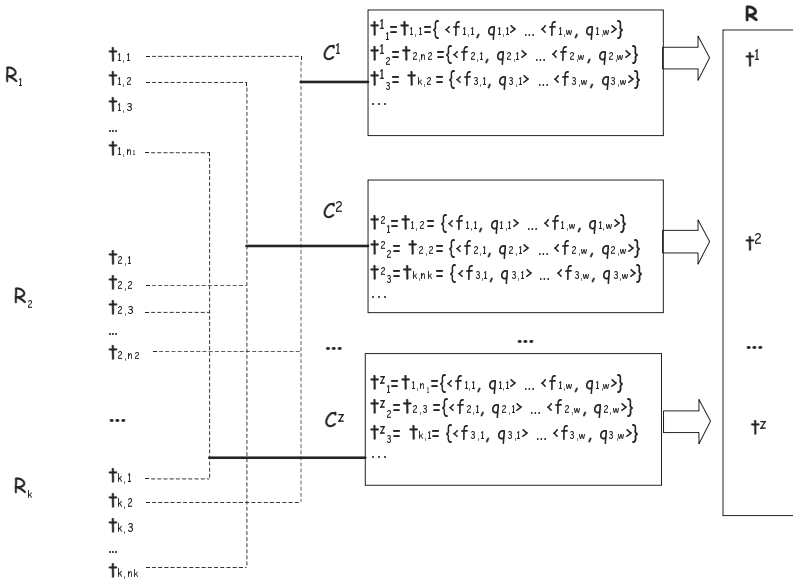 R₁
t₁,₁
t₁,₂
t₁,₃
...
t₁,n₁
R₂
t₂,₁
t₂,₂
t₂,₃
...
t₂,n2
...
Rₖ
tₖ,₁
tₖ,₂
tₖ,₃
...
tₖ,nk
C¹
t¹₁=t₁,₁={ <f₁,₁, q₁,₁> ... <f₁,w, q₁,w>}
t¹₂=t₂,n2={<f₂,₁, q₂,₁> ... <f₂,w, q₂,w>}
t¹₃=tₖ,₂={<f₃,₁, q₃,₁> ... <f₃,w, q₃,w>}
...
C²
t²₁=t₁,₂= {<f₁,₁, q₁,₁> ... <f₁,w, q₁,w>}
t²₂= t₂,₂= {<f₂,₁, q₂,₁> ... <f₂,w, q₂,w>}
t²₃=tₖ,nk= {<f₃,₁, q₃,₁> ... <f₃,w, q₃,w>}
...
...
...
Cᶻ
tᶻ₁=t₁,n₁={<f₁,₁, q₁,₁> ... <f₁,w, q₁,w>}
tᶻ₂=t₂,₃ ={<f₂,₁, q₂,₁> ... <f₂,w, q₂,w>}
tᶻ₃= tₖ,₁= {<f₃,₁, q₃,₁> ... <f₃,w, q₃,w>}
...
R
t¹
t²
...
tᶻ